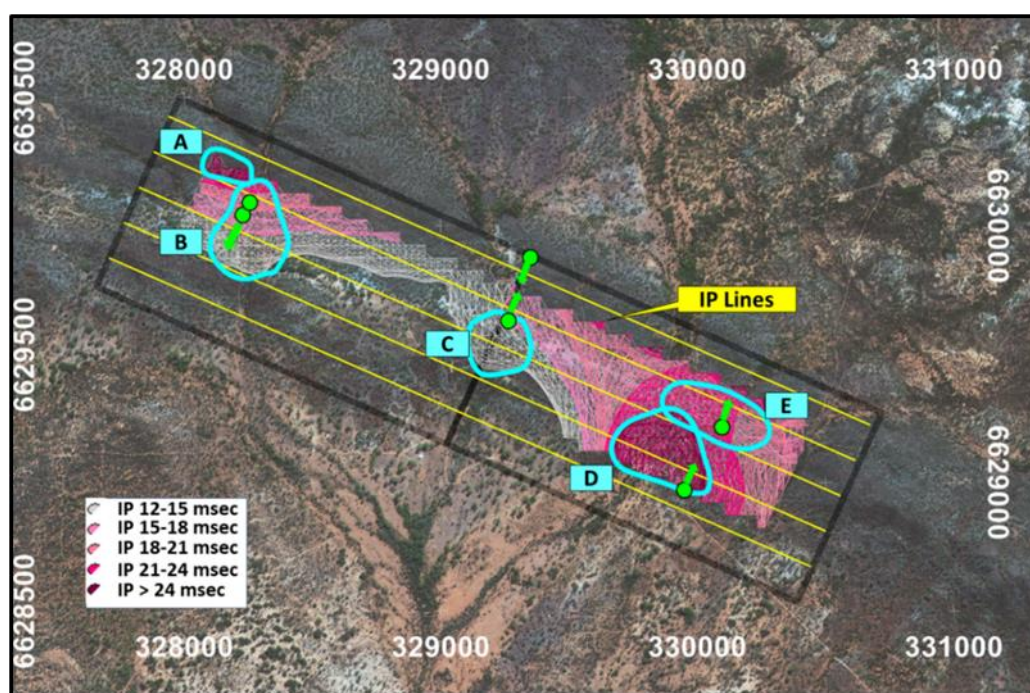 328000 329000 330000 331000
6630500
6630000
A
B
IP Lines
C
6629500
E
D
6629000
IP 12-15 msec
IP 15-18 msec
IP 18-21 msec
IP 21-24 msec
IP > 24 msec
6628500
328000 329000 330000 331000